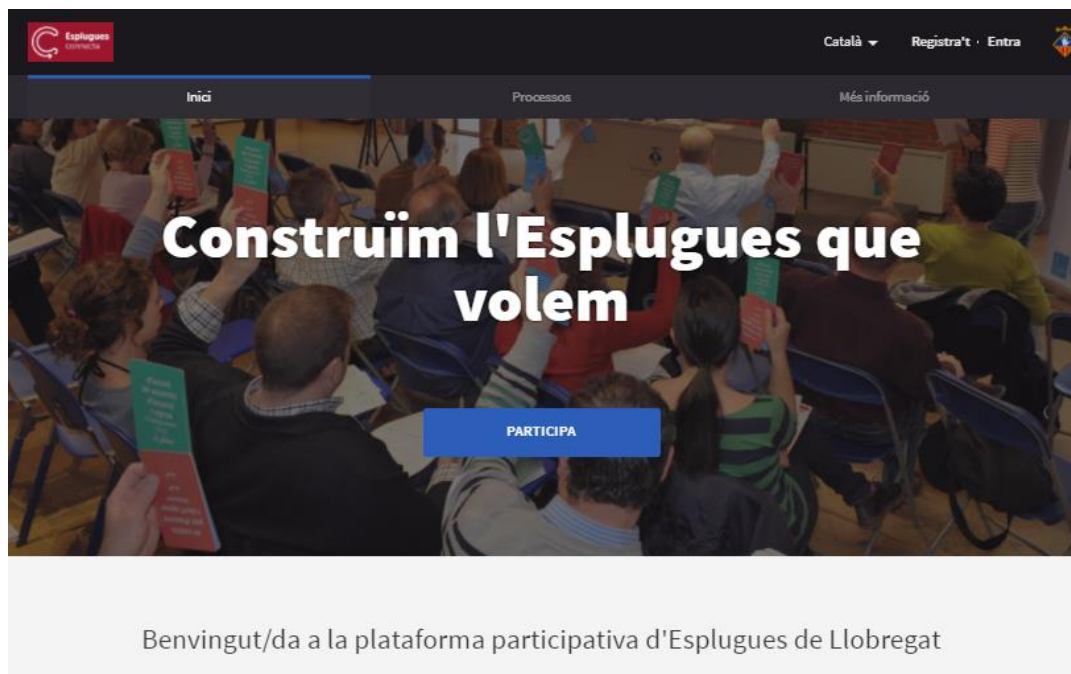 Esplugues
connecta
Català
Registra't · Entra
Inici
Processos
Més informació
Construïm l'Esplugues que
volem
PARTICIPA
Benvingut/da a la plataforma participativa d'Esplugues de Llobregat